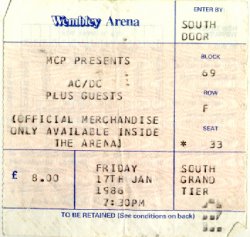 Wembley Arena
ENTER BY
SOUTH
DOOR
MCP PRESENTS
BLOCK
69
AC/DC
PLUS GUESTS
ROW
F
(OFFICIAL MERCHANDISE
ONLY AVAILABLE INSIDE
THE ARENA)
SEAT
* 33
£ 8.00
FRIDAY
17TH JAN
1986
7:30PM
SOUTH
GRAND
TIER
TO BE RETAINED (See conditions on back)